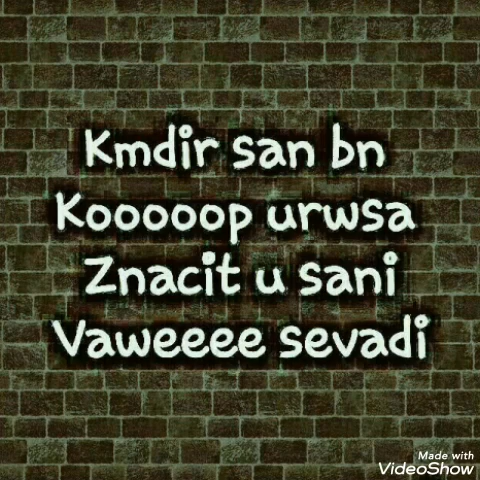 Kmdir san bn
Kooooop urwsa
Znacit u sani
Vaweeee sevadi
Made with
VideoShow